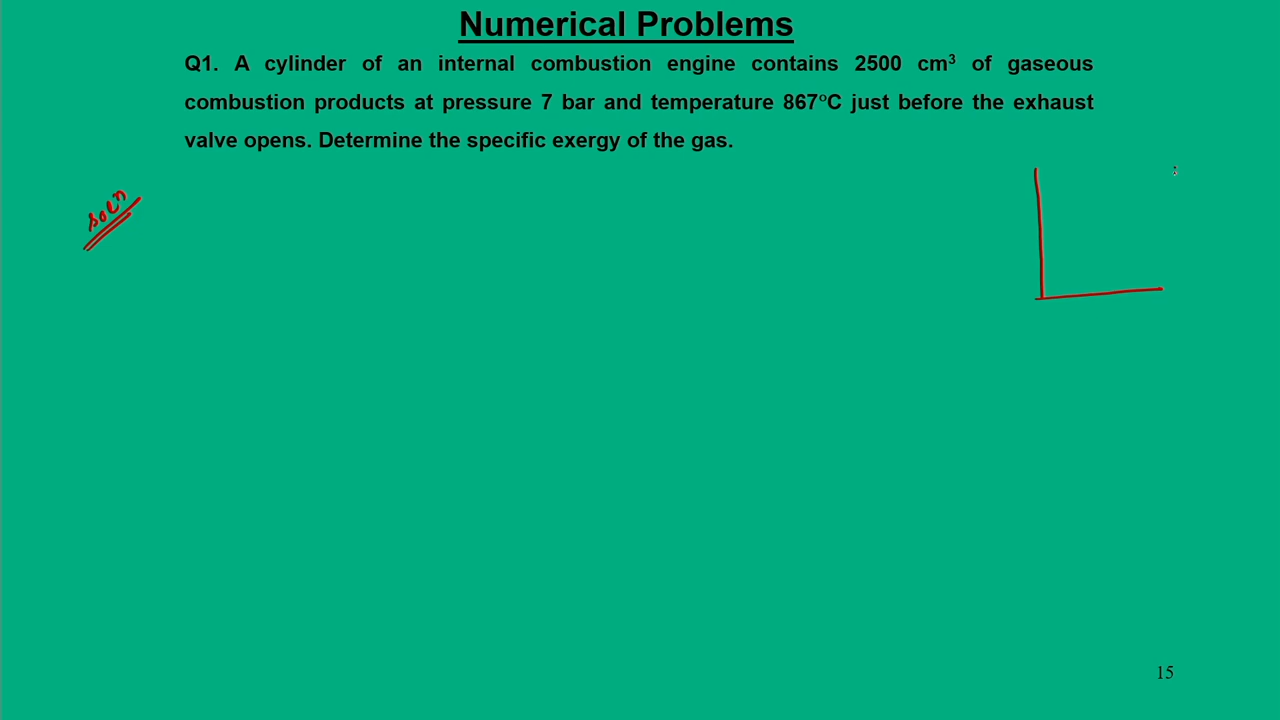 Numerical Problems
Q1. A cylinder of an internal combustion engine contains 2500 cm³ of gaseous
combustion products at pressure 7 bar and temperature 867ºC just before the exhaust
valve opens. Determine the specific exergy of the gas.
Solⁿ
15